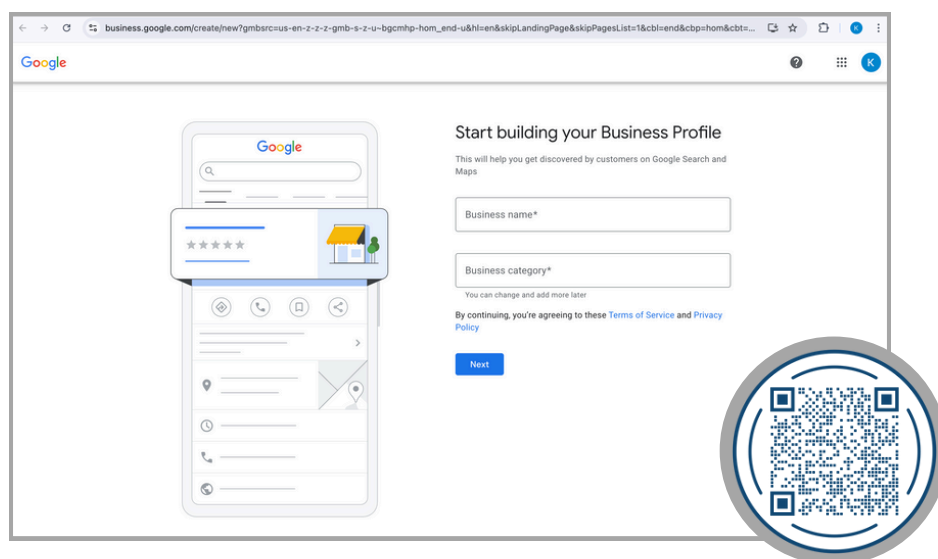 business.google.com/create/new?gmbsrc=us-en-z-z-z-gmb-s-z-u~bgcmhp-hom_end-u&hl=en&skipLandingPage&skipPagesList=1&cbl=end&cbp=hom&cbt=...
K
Google
K
Google
Start building your Business Profile
This will help you get discovered by customers on Google Search and
Maps
Business name*
Business category*
You can change and add more later
By continuing, you're agreeing to these Terms of Service and Privacy
Policy
Next